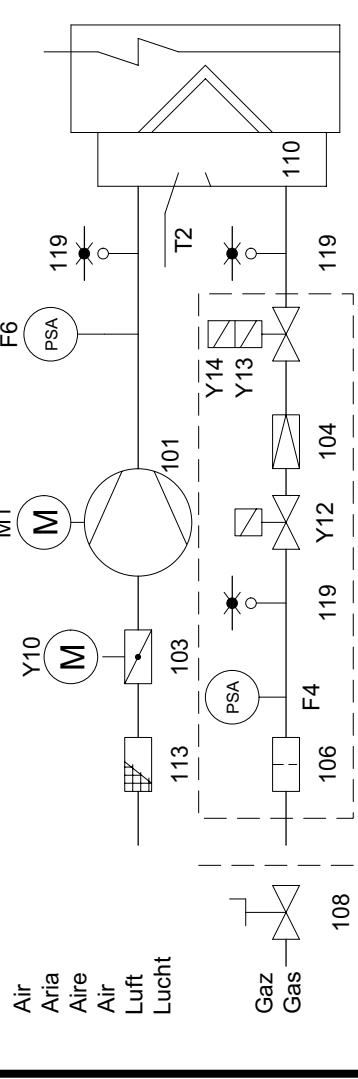 Air
Aria
Aire
Air
Luft
Lucht
113
Y10
M
103
M1
M
101
F6
PSA
119
T2
110
Gaz
Gas
108
106
PSA
F4
119
Y12
104
Y14
Y13
119